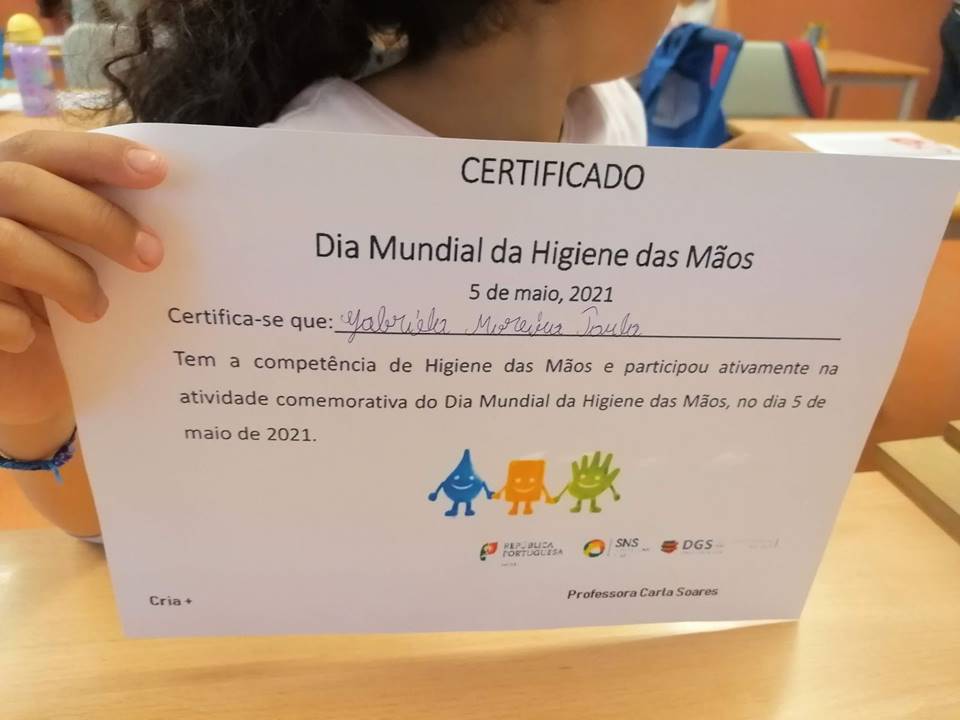 CERTIFICADO
Dia Mundial da Higiene das Mãos
5 de maio, 2021
Certifica-se que: Gabriela Moreira
Tem a competência de Higiene das Mãos e participou ativamente na
atividade comemorativa do Dia Mundial da Higiene das Mãos, no dia 5 de
maio de 2021.
REPÚBLICA
PORTUGUESA
SNS
DGS
Cria +
Professora Carla Soares